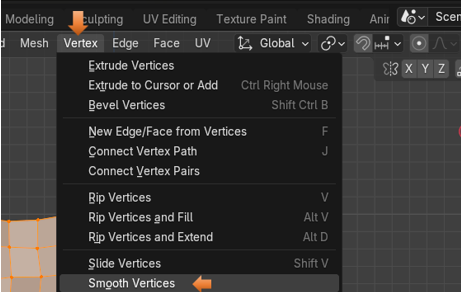 Modeling Sculpting UV Editing Texture Paint Shading Scen
Mesh Vertex Edge Face UV Global
X Y Z
Extrude Vertices
Extrude to Cursor or Add Ctrl Right Mouse
Bevel Vertices Shift Ctrl B
New Edge/Face from Vertices F
Connect Vertex Path J
Connect Vertex Pairs
Rip Vertices V
Rip Vertices and Fill Alt V
Rip Vertices and Extend Alt D
Slide Vertices Shift V
Smooth Vertices